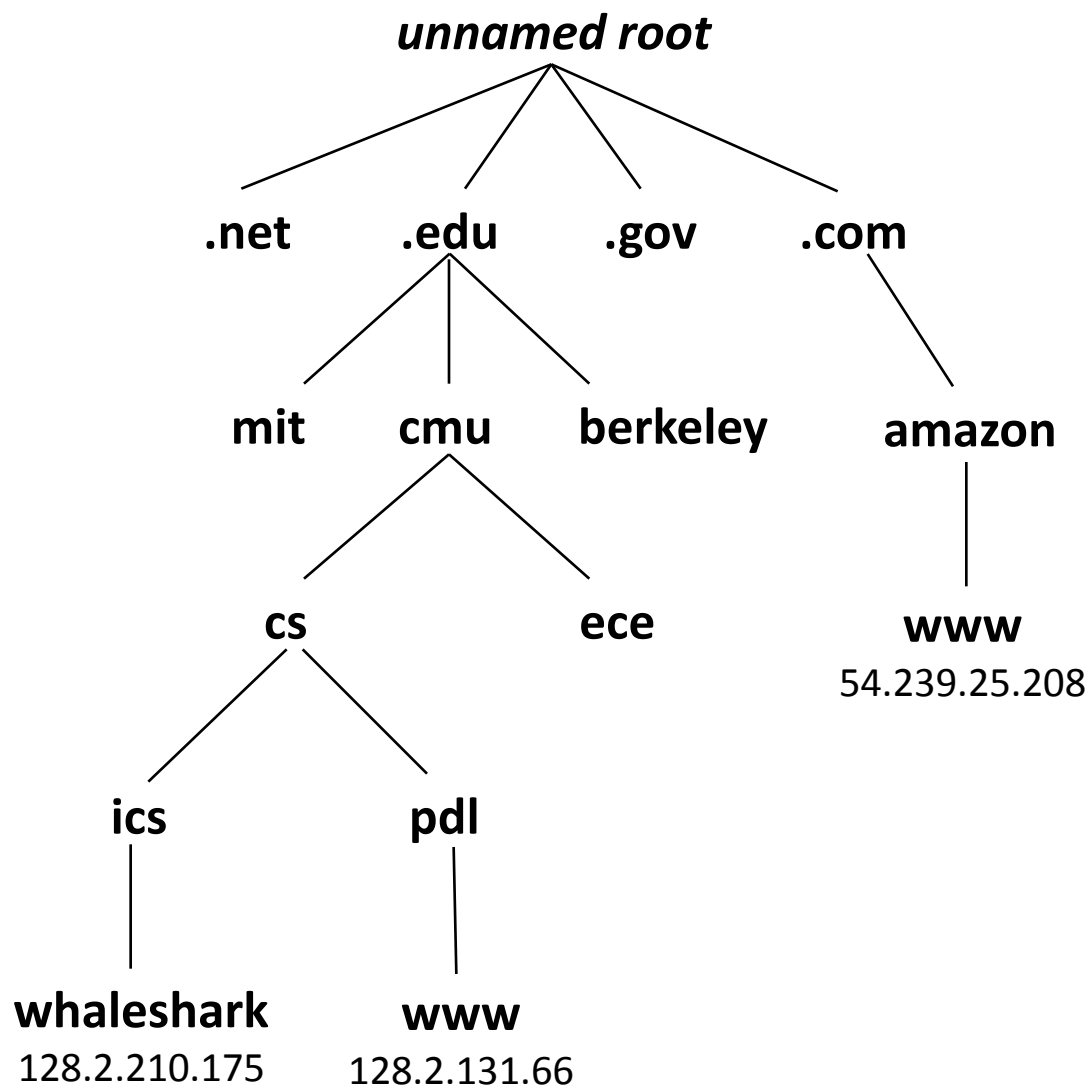 unnamed root
.net .edu .gov .com
mit cmu berkeley amazon
cs ece www
54.239.25.208
ics pdl
whaleshark www
128.2.210.175 128.2.131.66